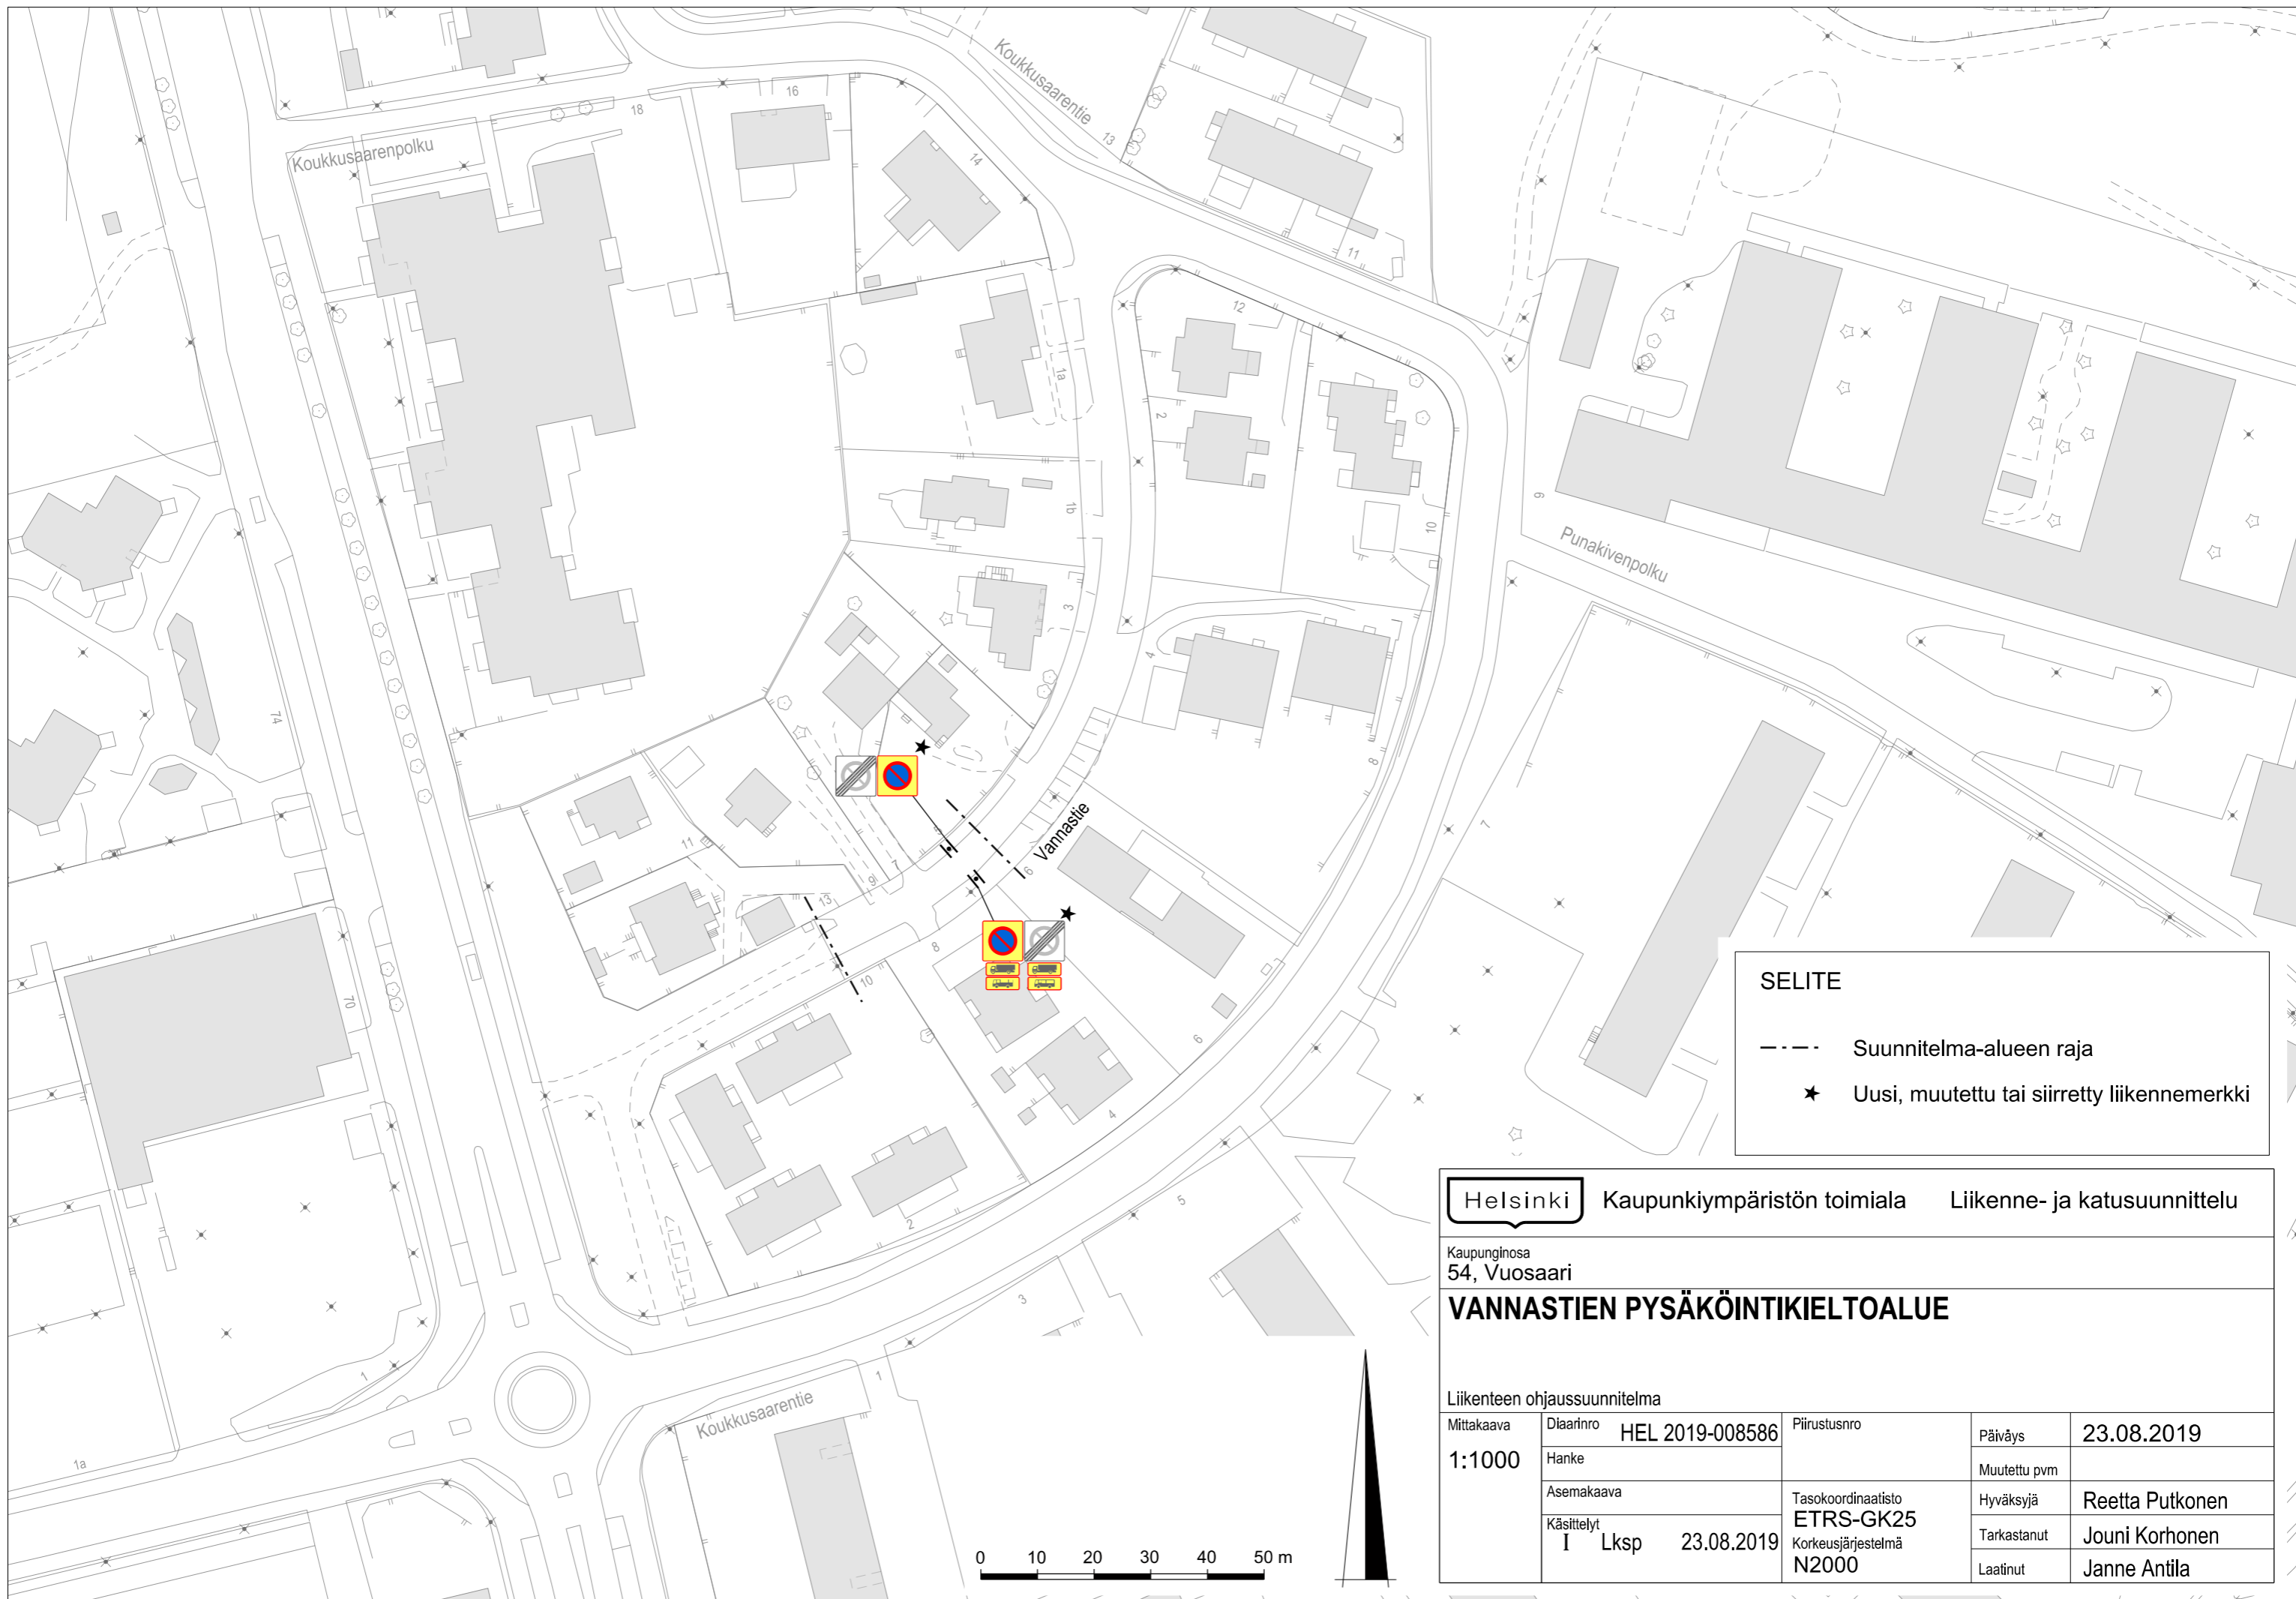 Koukkusaarentie
13
16
18
14
Koukkusaarenpolku
11
12
1a
2
1b
9
10
Punakivenpolku
3
4
74
8
7
Vannastie
5
6
11
7
9
13
8
10
70
6
4
2
5
3
1
1
1a
Koukkusaarentie
SELITE
Suunnitelma-alueen raja
Uusi, muutettu tai siirretty liikennemerkki
Helsinki Kaupunkiympäristön toimiala Liikenne- ja katusuunnittelu
Kaupunginosa
54, Vuosaari
VANNASTIEN PYSÄKÖINTIKIELTOALUE
Liikenteen ohjaussuunnitelma
Mittakaava
1:1000
Diaarinro HEL 2019-008586
Hanke
Asemakaava
Käsittelyt
I Lksp 23.08.2019
Piirustusnro
Tasokoordinaatisto
ETRS-GK25
Korkeusjärjestelmä
N2000
Päiväys 23.08.2019
Muutettu pvm
Hyväksyjä Reetta Putkonen
Tarkastanut Jouni Korhonen
Laatinut Janne Antila
0 10 20 30 40 50 m